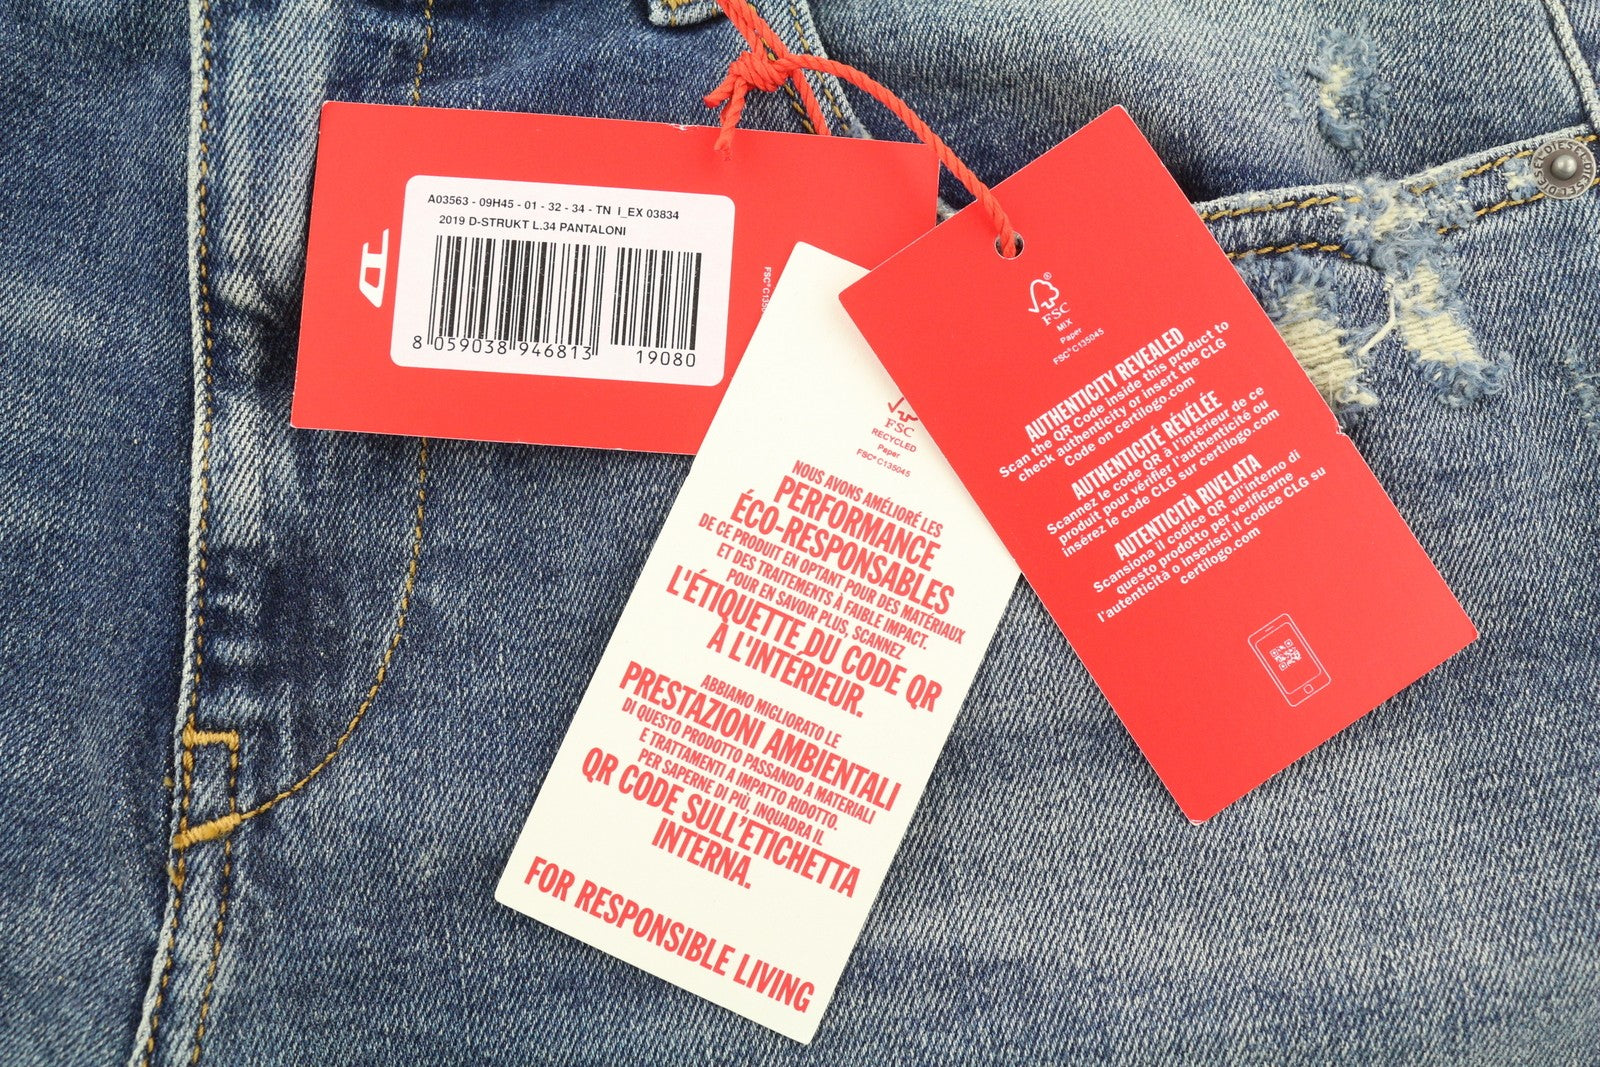 A03563 - 09H45 - 01 - 32 - 34 - TN I_EX 03834
2019 D-STRUKT L.34 PANTALONI
8 059038 946813
19080
FSC
RECYCLED
Paper
FSC® C135045
NOUS AVONS AMÉLIORÉ LES
PERFORMANCE
ÉCO-RESPONSABLES
DE CE PRODUIT EN OPTANT POUR DES MATÉRIAUX
ET DES TRAITEMENTS À FAIBLE IMPACT.
POUR EN SAVOIR PLUS, SCANNEZ
L'ÉTIQUETTE DU CODE QR
À L'INTÉRIEUR.
ABBIAMO MIGLIORATO LE
PRESTAZIONI AMBIENTALI
DI QUESTO PRODOTTO PASSANDO A MATERIALI
E TRATTAMENTI A IMPATTO RIDOTTO.
PER SAPERNE DI PIÙ, INQUADRA IL
QR CODE SULL'ETICHETTA
INTERNA.
FOR RESPONSIBLE LIVING
FSC
MIX
Paper
FSC® C135045
AUTHENTICITY REVEALED
Scan the QR Code inside this product to
check authenticity or insert the CLG
Code on certilogo.com
AUTHENTICITÉ RÉVÉLÉE
Scannez le code QR à l'intérieur de ce
produit pour vérifier l'authenticité ou
insérez le code CLG sur certilogo.com
AUTENTICITÀ RIVELATA
Scansiona il codice QR all'interno di
questo prodotto per verificarne
l'autenticità o inserisci il codice CLG su
certilogo.com
DIESEL